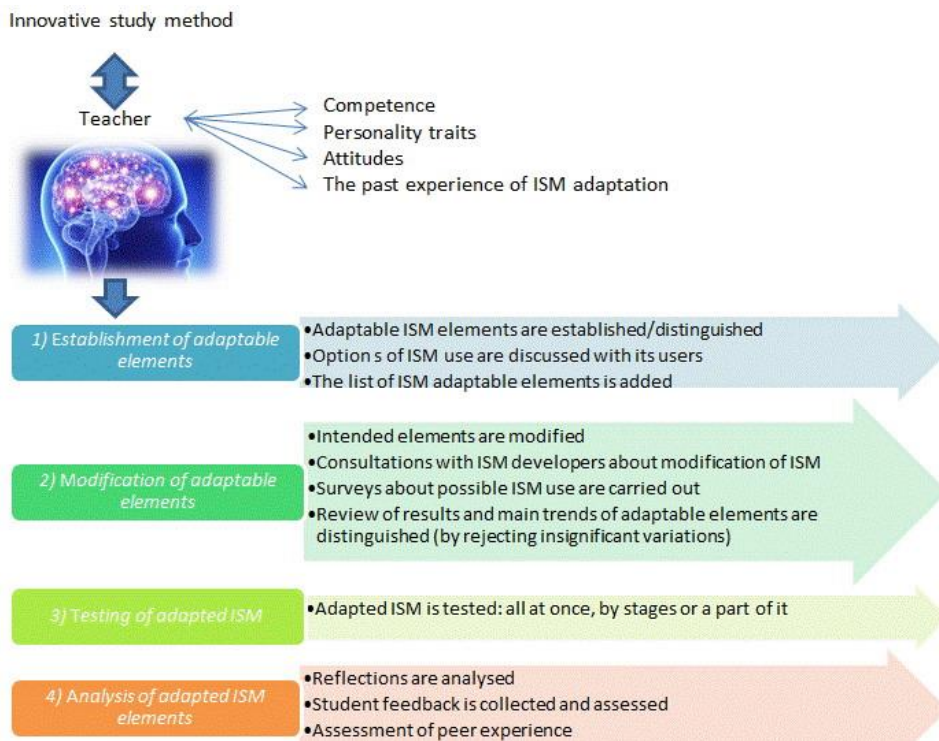 Innovative study method
Teacher
Competence
Personality traits
Attitudes
The past experience of ISM adaptation
1) Establishment of adaptable
elements
•Adaptable ISM elements are established/distinguished
•Option s of ISM use are discussed with its users
•The list of ISM adaptable elements is added
2) Modification of adaptable
elements
•Intended elements are modified
•Consultations with ISM developers about modification of ISM
•Surveys about possible ISM use are carried out
•Review of results and main trends of adaptable elements are
distinguished (by rejecting insignificant variations)
3) Testing of adapted ISM
•Adapted ISM is tested: all at once, by stages or a part of it
4) Analysis of adapted ISM
elements
•Reflections are analysed
•Student feedback is collected and assessed
•Assessment of peer experience